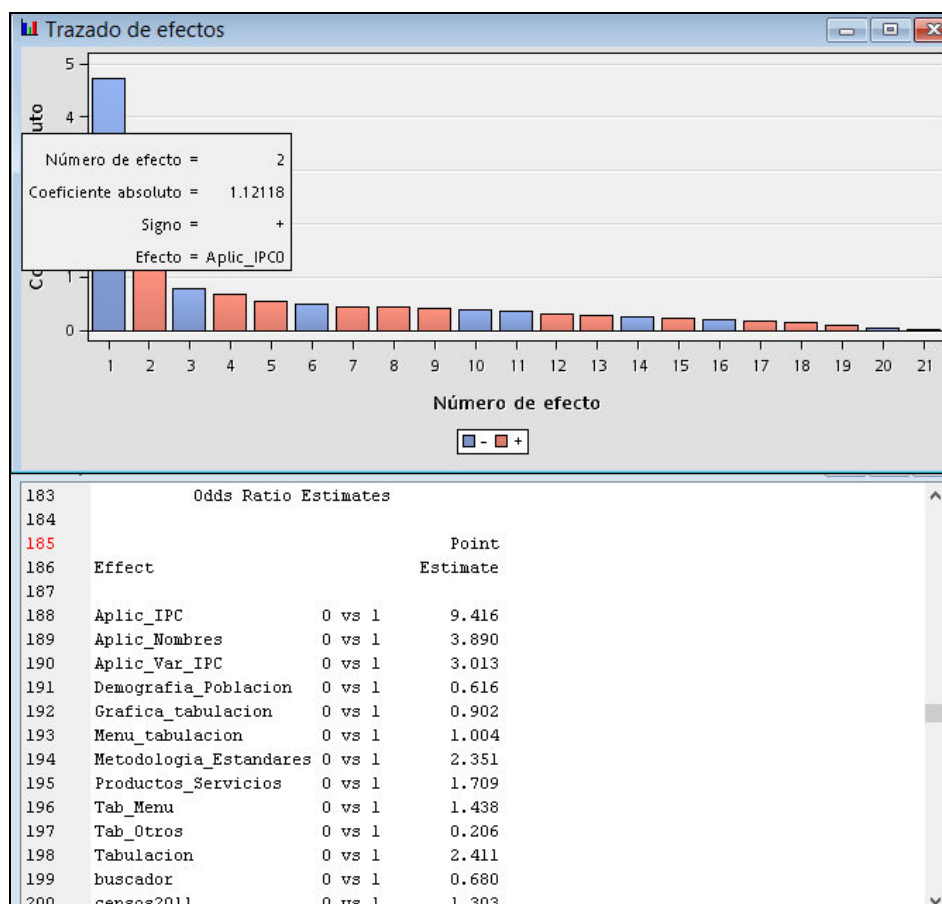 Trazado de efectos
5
4
1
0
Número de efecto = 2
Coeficiente absoluto = 1.12118
Signo = +
Efecto = Aplic_IPC0
1 2 3 4 5 6 7 8 9 10 11 12 13 14 15 16 17 18 19 20 21
Número de efecto
- +
183 Odds Ratio Estimates
184
185 Point
186 Effect Estimate
187
188 Aplic_IPC 0 vs 1 9.416
189 Aplic_Nombres 0 vs 1 3.890
190 Aplic_Var_IPC 0 vs 1 3.013
191 Demografia_Poblacion 0 vs 1 0.616
192 Grafica_tabulacion 0 vs 1 0.902
193 Menu_tabulacion 0 vs 1 1.004
194 Metodologia_Estandares 0 vs 1 2.351
195 Productos_Servicios 0 vs 1 1.709
196 Tab_Menu 0 vs 1 1.438
197 Tab_Otros 0 vs 1 0.206
198 Tabulacion 0 vs 1 2.411
199 buscador 0 vs 1 0.680
200 censos2011 0 vs 1 1.303